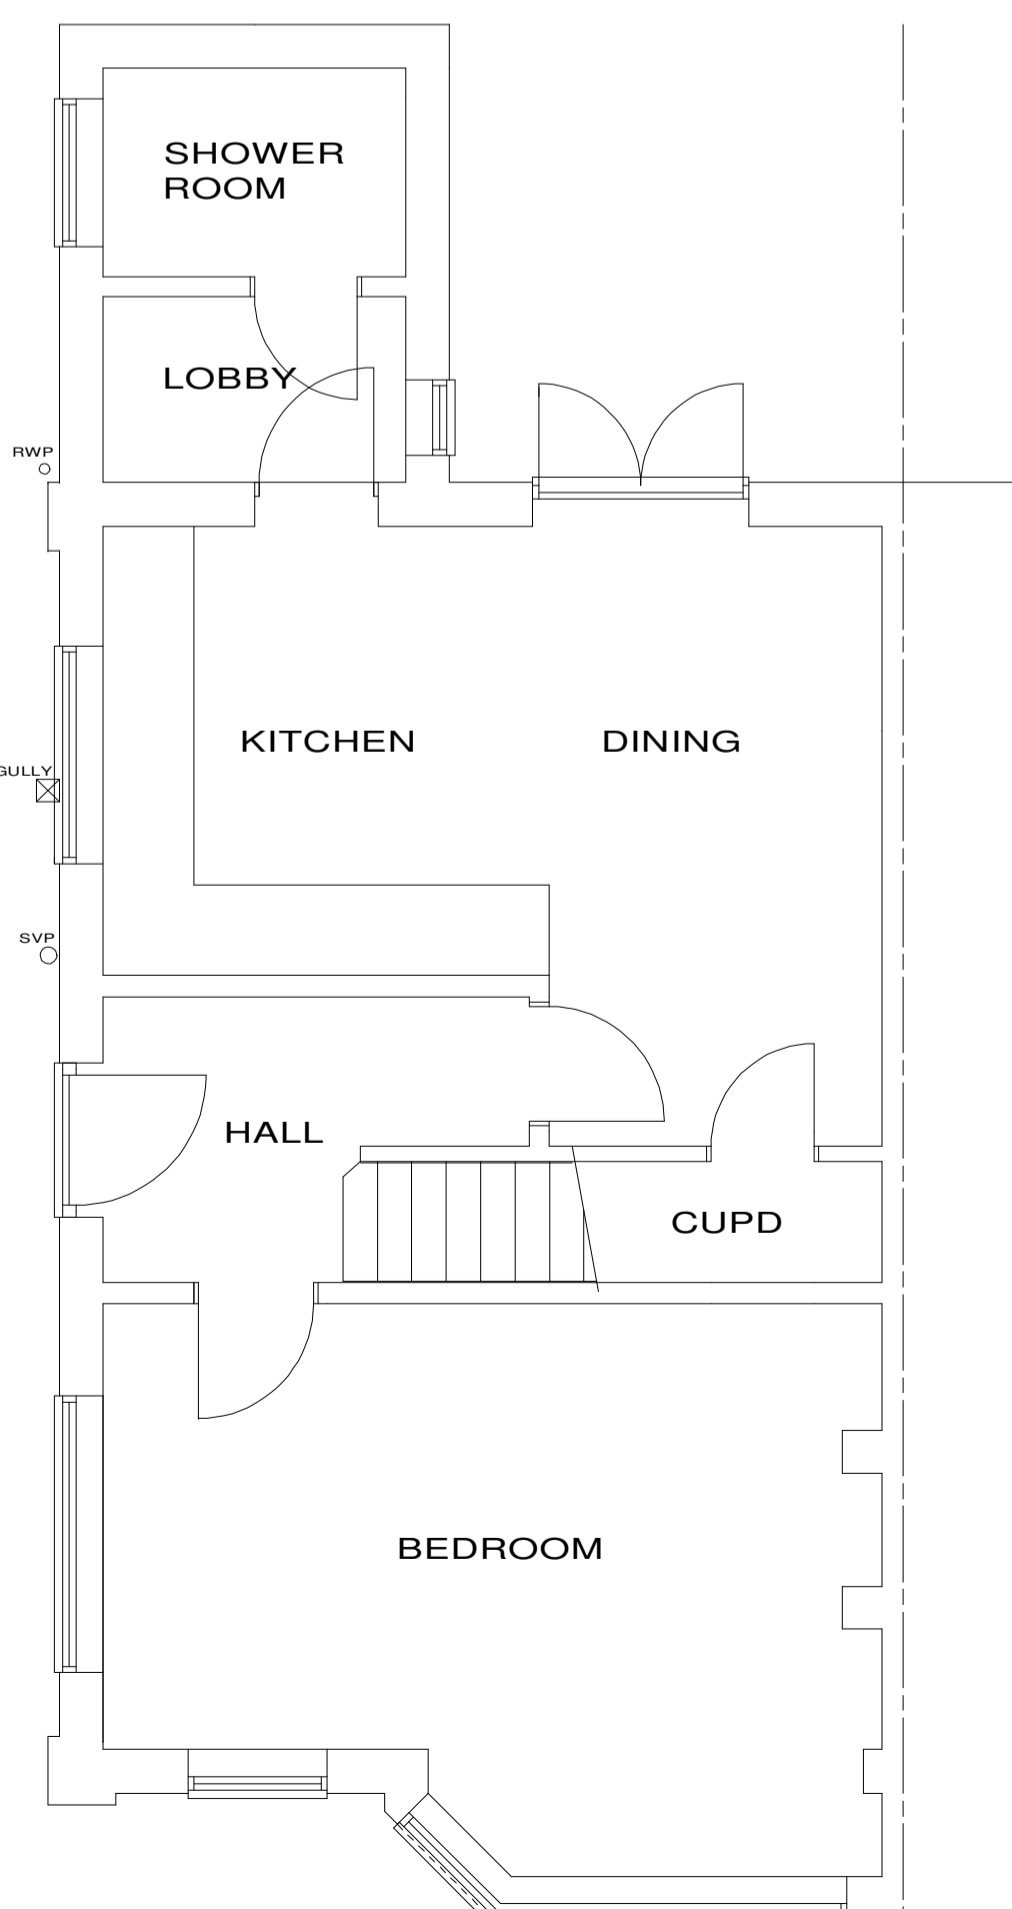 SHOWER
ROOM
LOBBY
RWP
KITCHEN
DINING
GULLY
SVP
HALL
CUPD
BEDROOM